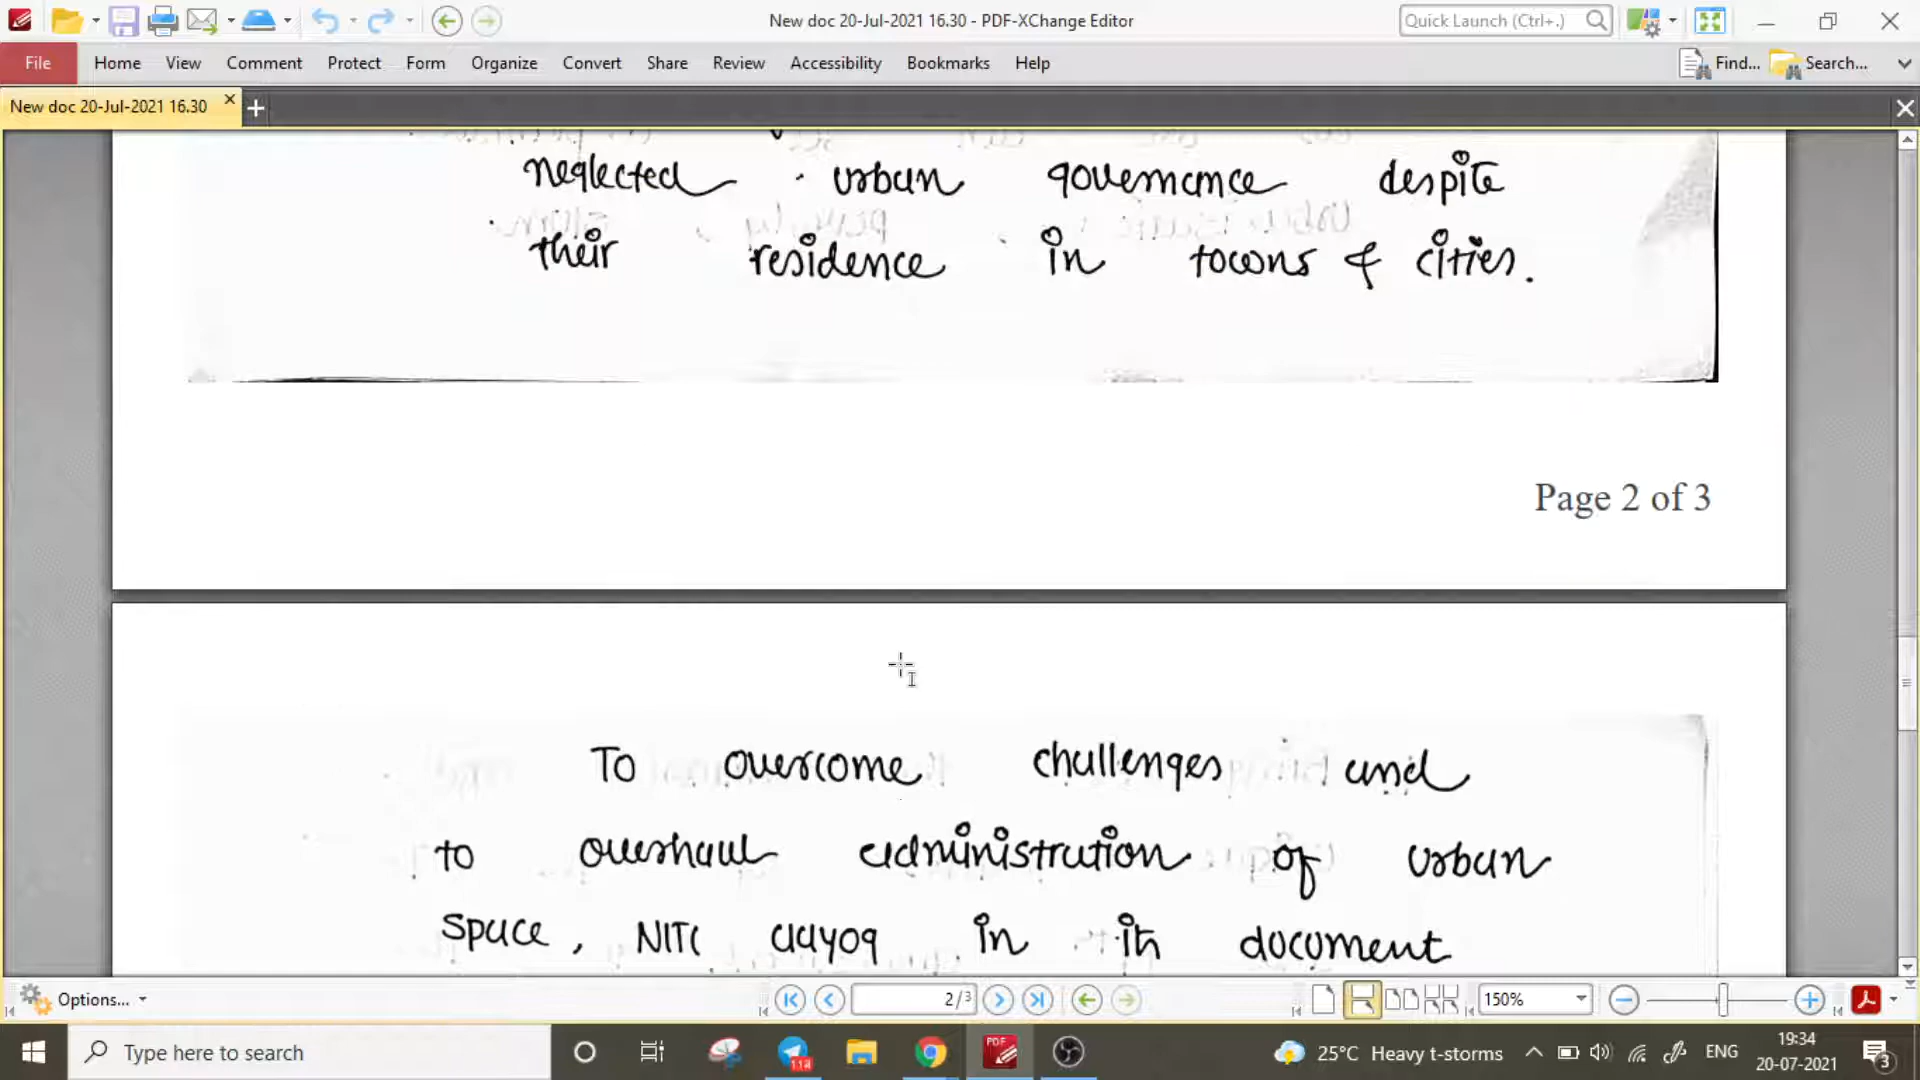 New doc 20-Jul-2021 16.30 - PDF-XChange Editor
Quick Launch (Ctrl+.)
File Home View Comment Protect Form Organize Convert Share Review Accessibility Bookmarks Help Find... Search...
New doc 20-Jul-2021 16.30
neglected urban governance despite
their residence in towns & cities.
Page 2 of 3
To overcome challenges and
to overhaul administration of urban
space, NITI aayog in its document
Options... 2/3 150%
Type here to search
114
PDF
25°C Heavy t-storms ENG 19:34
20-07-2021 3